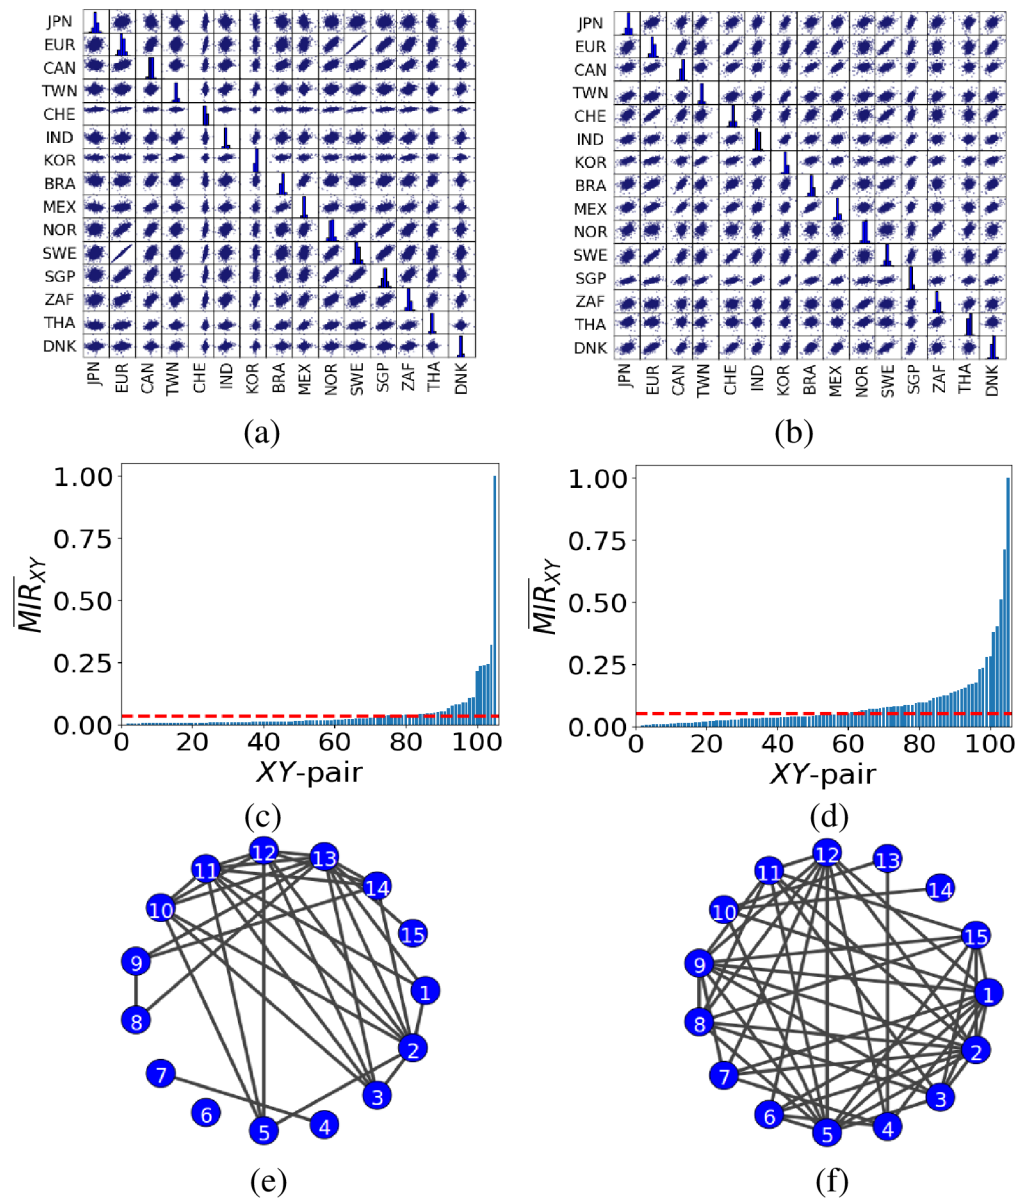 JPN
EUR
CAN
TWN
CHE
IND
KOR
BRA
MEX
NOR
SWE
SGP
ZAF
THA
DNK
JPN EUR CAN TWN CHE IND KOR BRA MEX NOR SWE SGP ZAF THA DNK
(a)
JPN
EUR
CAN
TWN
CHE
IND
KOR
BRA
MEX
NOR
SWE
SGP
ZAF
THA
DNK
JPN EUR CAN TWN CHE IND KOR BRA MEX NOR SWE SGP ZAF THA DNK
(b)
MIR_XY
1.00
0.75
0.50
0.25
0.00
0 20 40 60 80 100
XY-pair
(c)
MIR_XY
1.00
0.75
0.50
0.25
0.00
0 20 40 60 80 100
XY-pair
(d)
12
13
11
14
10
15
9
1
8
2
7
3
6
4
5
(e)
12
13
11
14
10
15
9
1
8
2
7
3
6
4
5
(f)